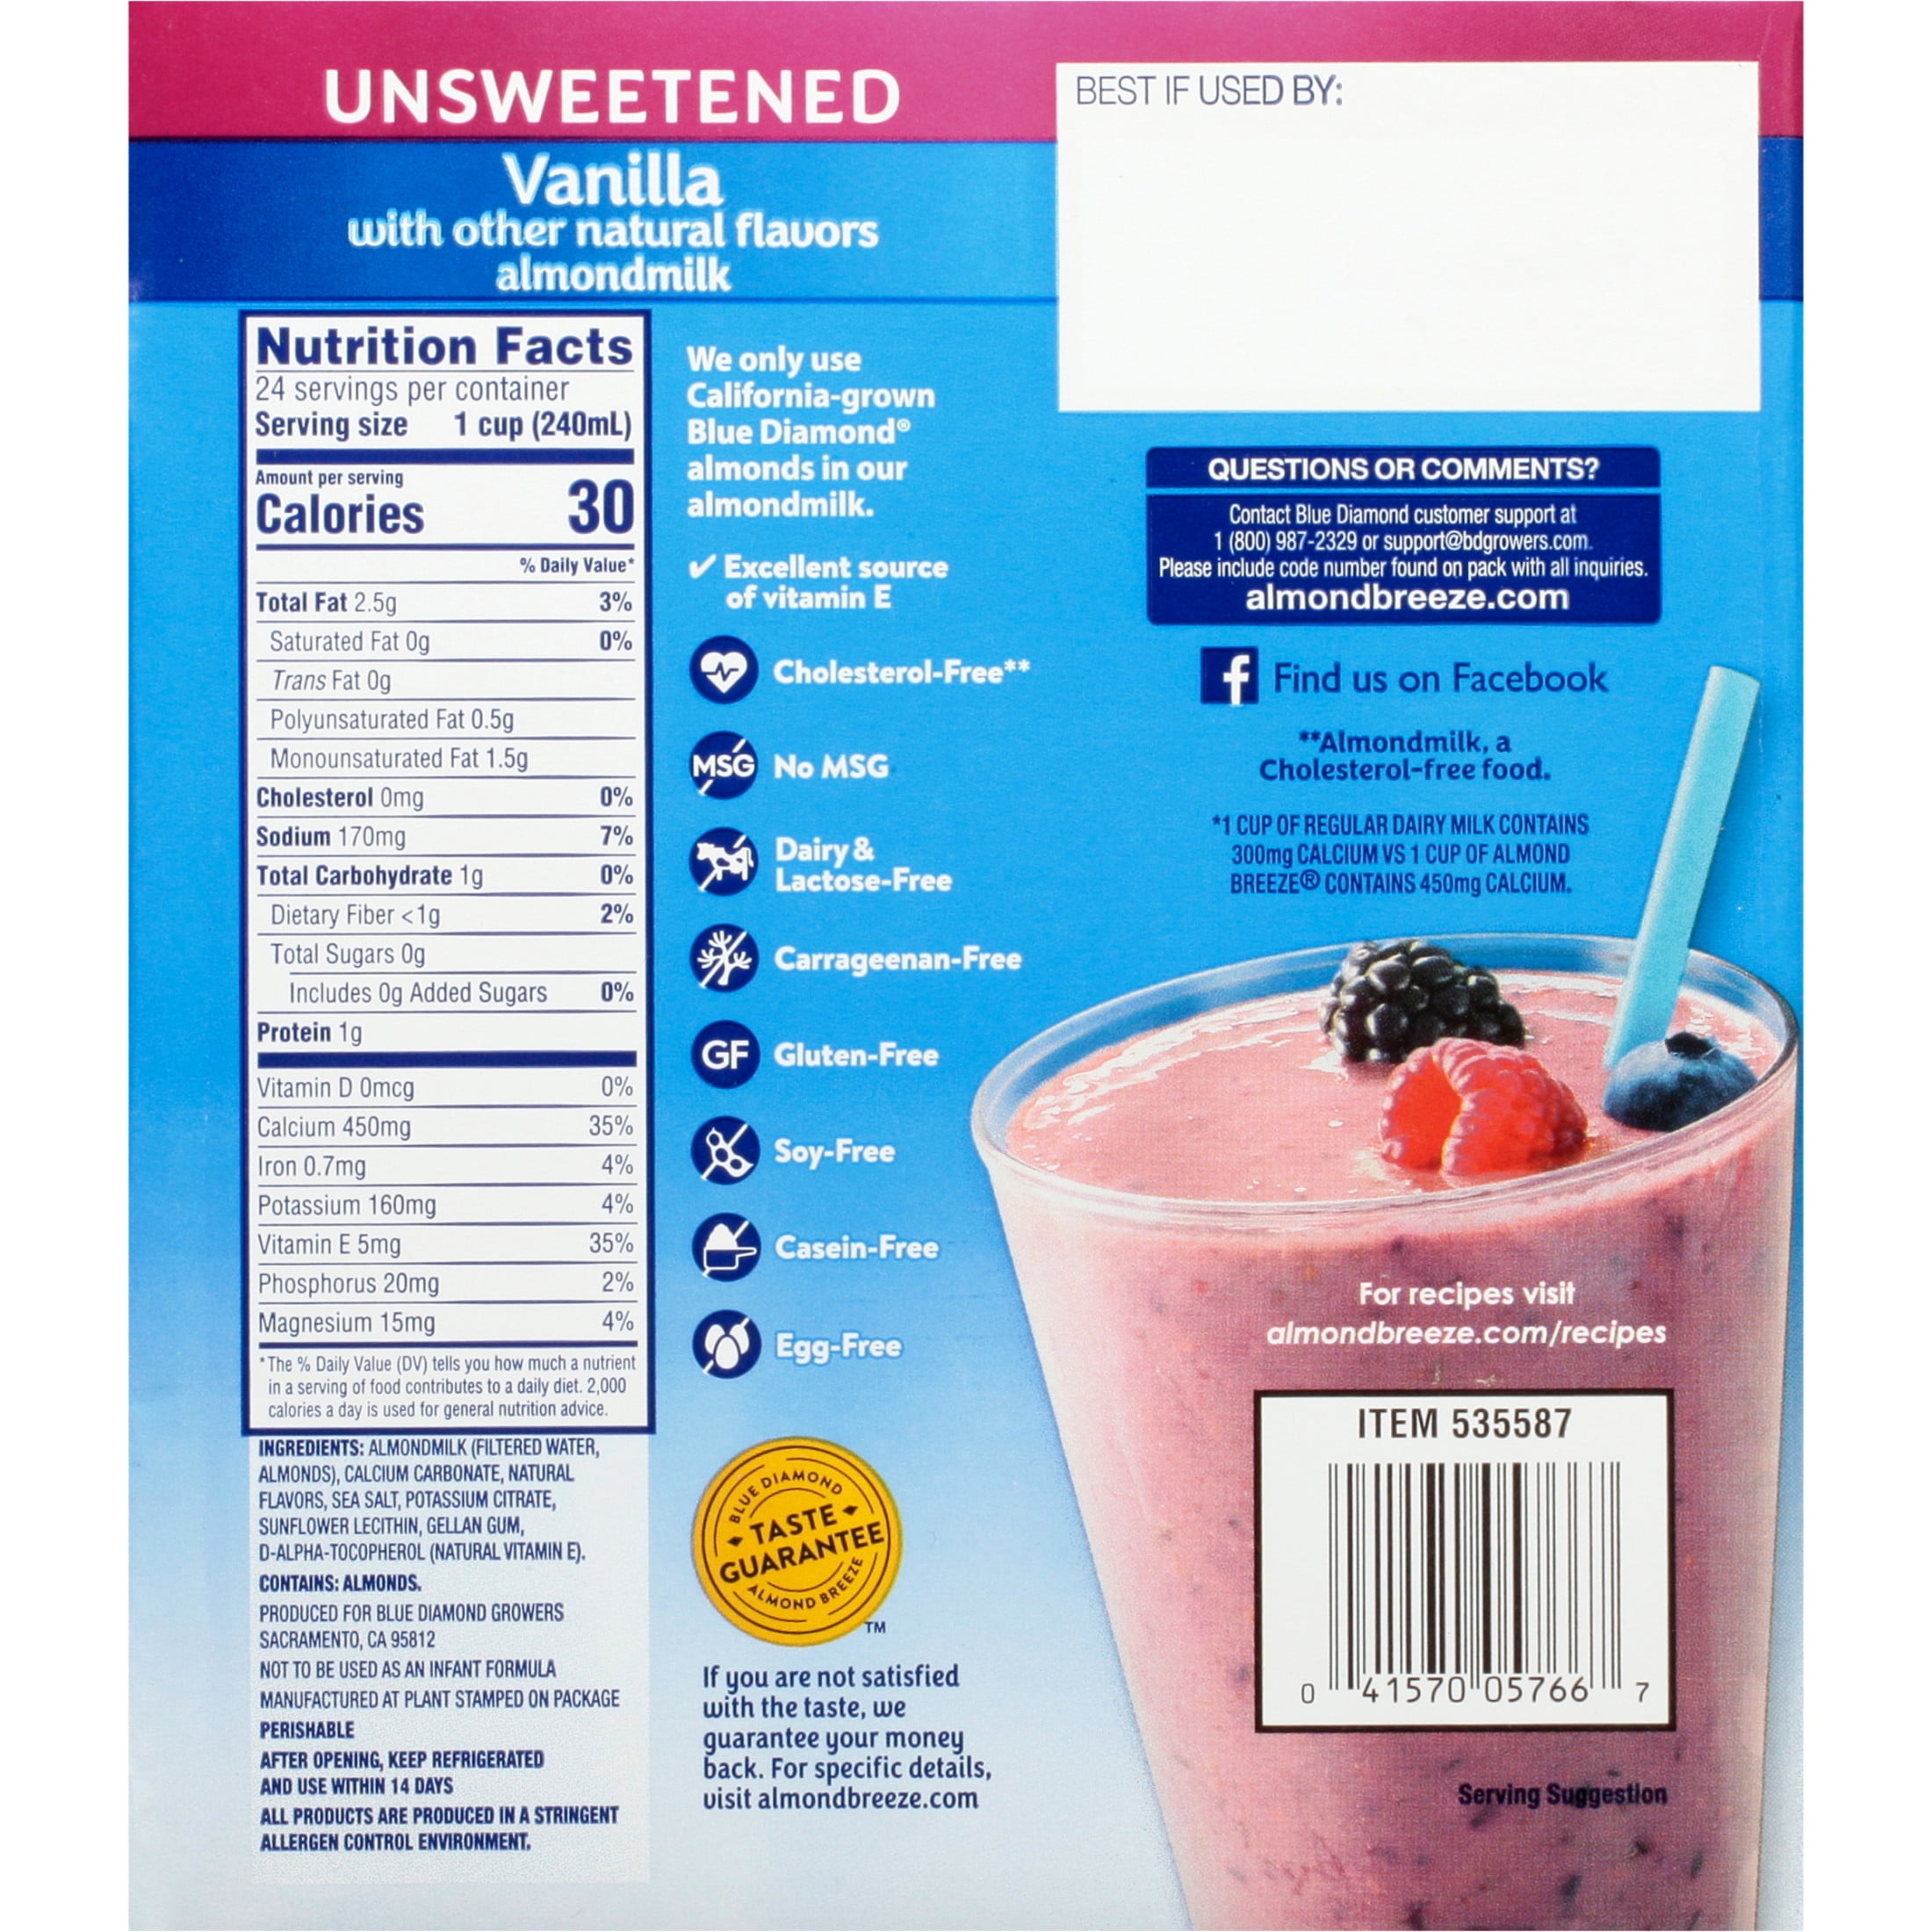 UNSWEETENED
Vanilla
with other natural flavors
almondmilk
BEST IF USED BY:
Nutrition Facts
24 servings per container
Serving size 1 cup (240mL)
Amount per serving
Calories 30
% Daily Value*
Total Fat 2.5g 3%
Saturated Fat 0g 0%
Trans Fat 0g
Polyunsaturated Fat 0.5g
Monounsaturated Fat 1.5g
Cholesterol 0mg 0%
Sodium 170mg 7%
Total Carbohydrate 1g 0%
Dietary Fiber <1g 2%
Total Sugars 0g
Includes 0g Added Sugars 0%
Protein 1g
Vitamin D 0mcg 0%
Calcium 450mg 35%
Iron 0.7mg 4%
Potassium 160mg 4%
Vitamin E 5mg 35%
Phosphorus 20mg 2%
Magnesium 15mg 4%
*The % Daily Value (DV) tells you how much a nutrient
in a serving of food contributes to a daily diet. 2,000
calories a day is used for general nutrition advice.
INGREDIENTS: ALMONDMILK (FILTERED WATER,
ALMONDS), CALCIUM CARBONATE, NATURAL
FLAVORS, SEA SALT, POTASSIUM CITRATE,
SUNFLOWER LECITHIN, GELLAN GUM,
D-ALPHA-TOCOPHEROL (NATURAL VITAMIN E).
CONTAINS: ALMONDS.
PRODUCED FOR BLUE DIAMOND GROWERS
SACRAMENTO, CA 95812
NOT TO BE USED AS AN INFANT FORMULA
MANUFACTURED AT PLANT STAMPED ON PACKAGE
PERISHABLE
AFTER OPENING, KEEP REFRIGERATED
AND USE WITHIN 14 DAYS
ALL PRODUCTS ARE PRODUCED IN A STRINGENT
ALLERGEN CONTROL ENVIRONMENT.
We only use
California-grown
Blue Diamond®
almonds in our
almondmilk.
✔ Excellent source
of vitamin E
Cholesterol-Free**
MSG No MSG
Dairy &
Lactose-Free
Carrageenan-Free
GF Gluten-Free
Soy-Free
Casein-Free
Egg-Free
BLUE DIAMOND
TASTE
GUARANTEE
ALMOND BREEZE
TM
If you are not satisfied
with the taste, we
guarantee your money
back. For specific details,
visit almondbreeze.com
QUESTIONS OR COMMENTS?
Contact Blue Diamond customer support at
1 (800) 987-2329 or support@bdgrowers.com.
Please include code number found on pack with all inquiries.
almondbreeze.com
f Find us on Facebook
**Almondmilk, a
Cholesterol-free food.
*1 CUP OF REGULAR DAIRY MILK CONTAINS
300mg CALCIUM VS 1 CUP OF ALMOND
BREEZE® CONTAINS 450mg CALCIUM.
For recipes visit
almondbreeze.com/recipes
ITEM 535587
0 41570 05766 7
Serving Suggestion